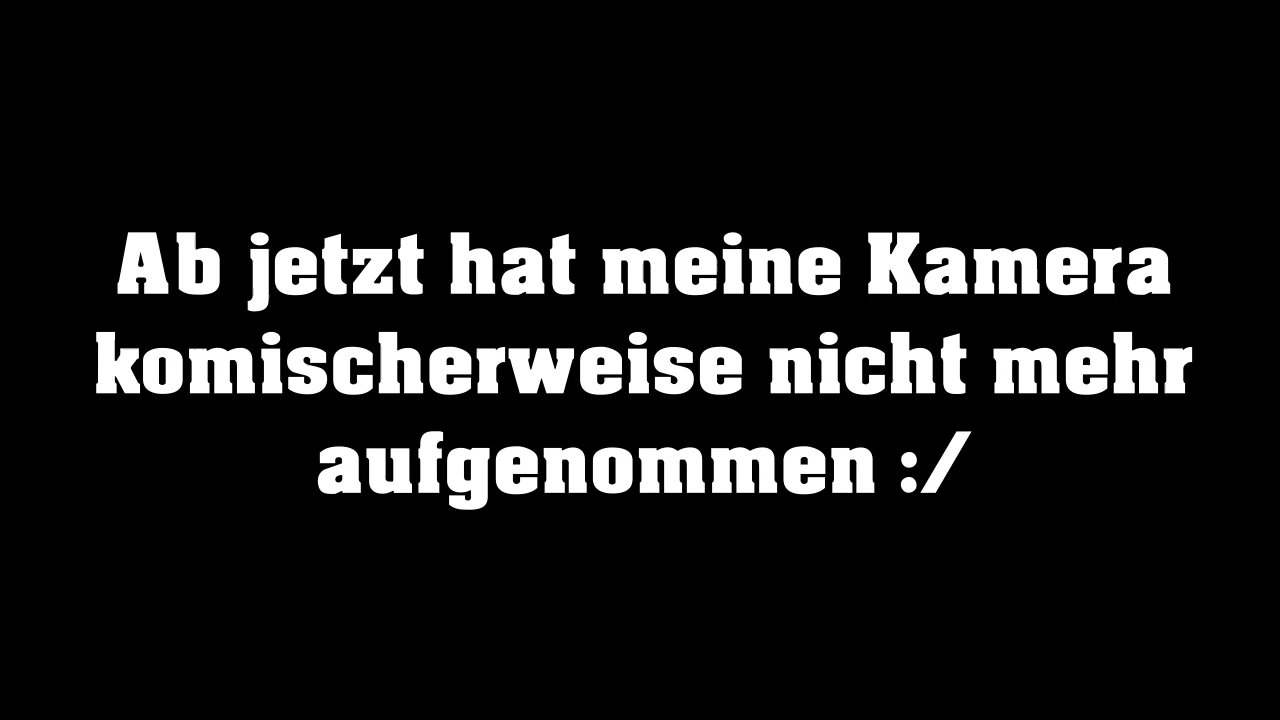 Ab jetzt hat meine Kamera
komischerweise nicht mehr
aufgenommen :/